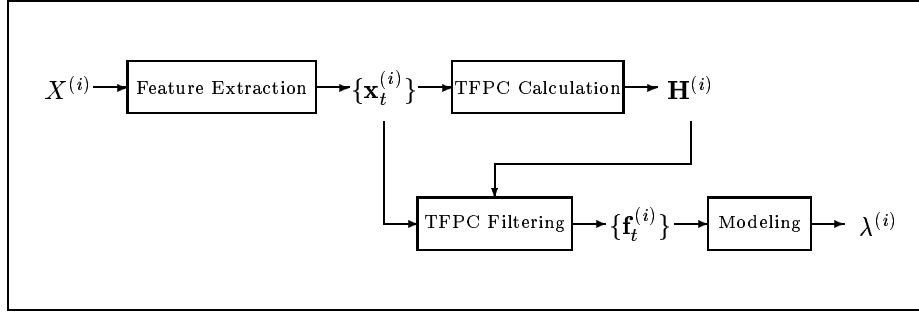 X^{(i)} Feature Extraction {x_t^{(i)}} TFPC Calculation H^{(i)}
TFPC Filtering {f_t^{(i)}} Modeling λ^{(i)}